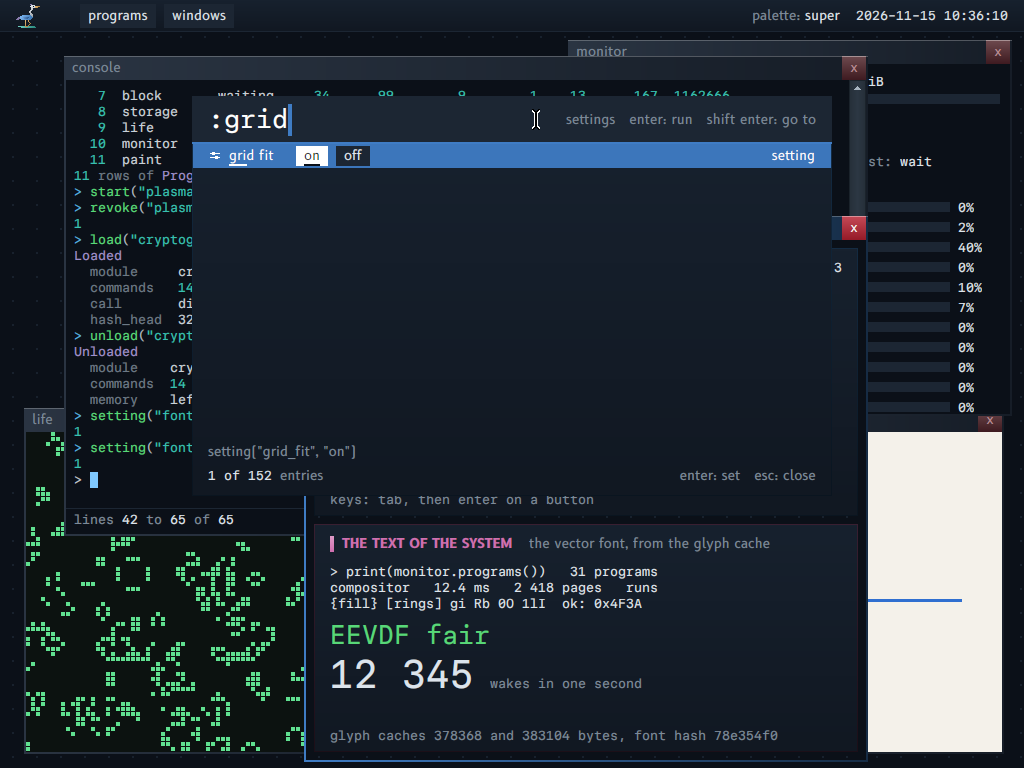 programs windows palette: super 2026-11-15 10:36:10
monitor x
console x
iB
7 block waiting 34 99 9 1 13 167 1162666
8 storage
9 life
10 monitor
11 paint
11 rows of Prog
> start("plasma
> revoke("plasm
1
> load("cryptog
Loaded
module cr
commands 14
call di
hash_head 32
> unload("crypt
Unloaded
module cry
commands 14
memory lef
> setting("font
1
> setting("font
1
>
lines 42 to 65 of 65
:grid settings enter: run shift enter: go to
grid fit on off setting
setting["grid_fit", "on"]
1 of 152 entries enter: set esc: close
st: wait
0%
2%
40%
0%
10%
7%
0%
0%
0%
0%
0%
x
3
life x
keys: tab, then enter on a button
THE TEXT OF THE SYSTEM the vector font, from the glyph cache
> print(monitor.programs()) 31 programs
compositor 12.4 ms 2 418 pages runs
{fill} [rings] gi Rb 0O 1lI ok: 0x4F3A
EEVDF fair
12 345 wakes in one second
glyph caches 378368 and 383104 bytes, font hash 78e354f0